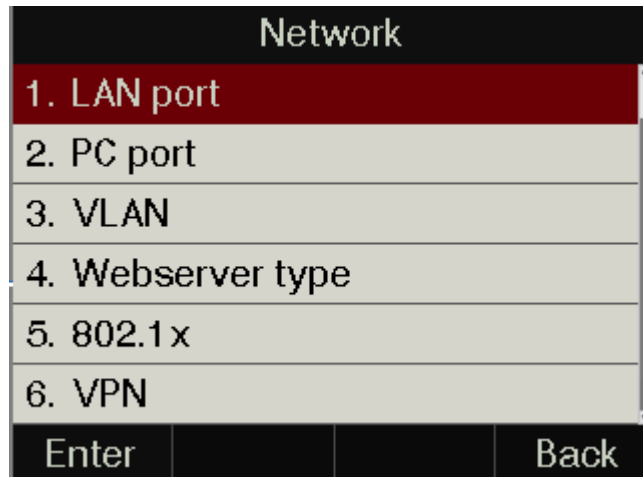 Network
1. LAN port
2. PC port
3. VLAN
4. Webserver type
5. 802.1x
6. VPN
Enter Back